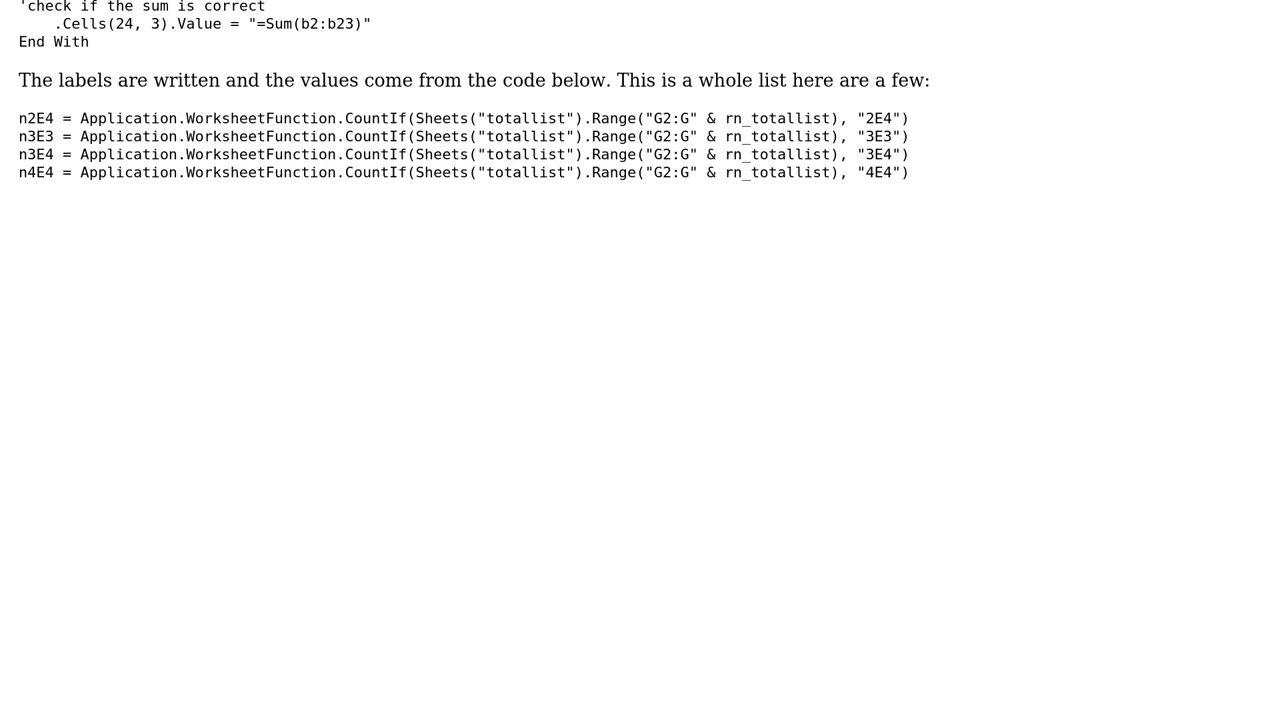 'check if the sum is correct
    .Cells(24, 3).Value = "=Sum(b2:b23)"
End With
The labels are written and the values come from the code below. This is a whole list here are a few:
n2E4 = Application.WorksheetFunction.CountIf(Sheets("totallist").Range("G2:G" & rn_totallist), "2E4")
n3E3 = Application.WorksheetFunction.CountIf(Sheets("totallist").Range("G2:G" & rn_totallist), "3E3")
n3E4 = Application.WorksheetFunction.CountIf(Sheets("totallist").Range("G2:G" & rn_totallist), "3E4")
n4E4 = Application.WorksheetFunction.CountIf(Sheets("totallist").Range("G2:G" & rn_totallist), "4E4")